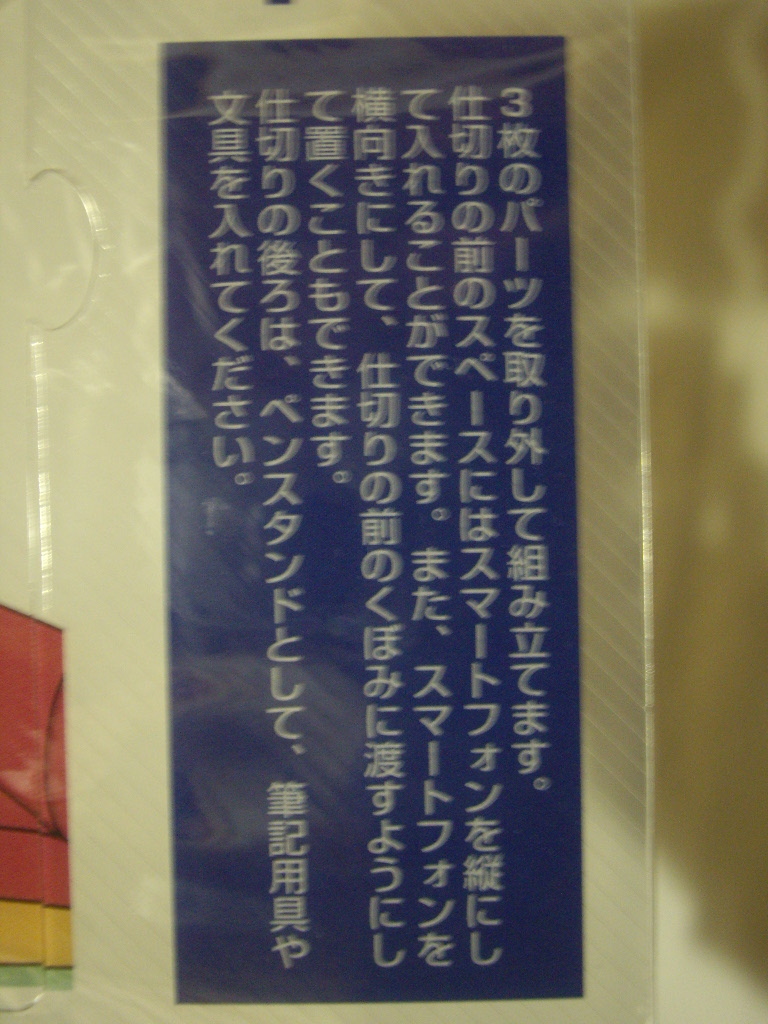 3枚のパーツを取り外して組み立てます。
仕切りの前のスペースにはスマートフォンを縦にし
て入れることができます。また、スマートフォンを
横向きにして、仕切りの前のくぼみに渡すようにし
て置くこともできます。
仕切りの後ろは、ペンスタンドとして、筆記用具や
文具を入れてください。